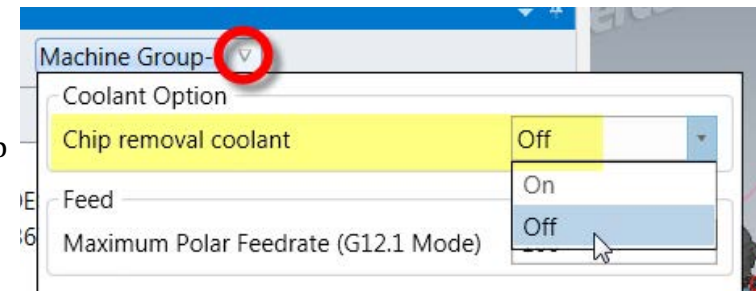 Machine Group-
Coolant Option
Chip removal coolant Off
On
Feed
Off
Maximum Polar Feedrate (G12.1 Mode)